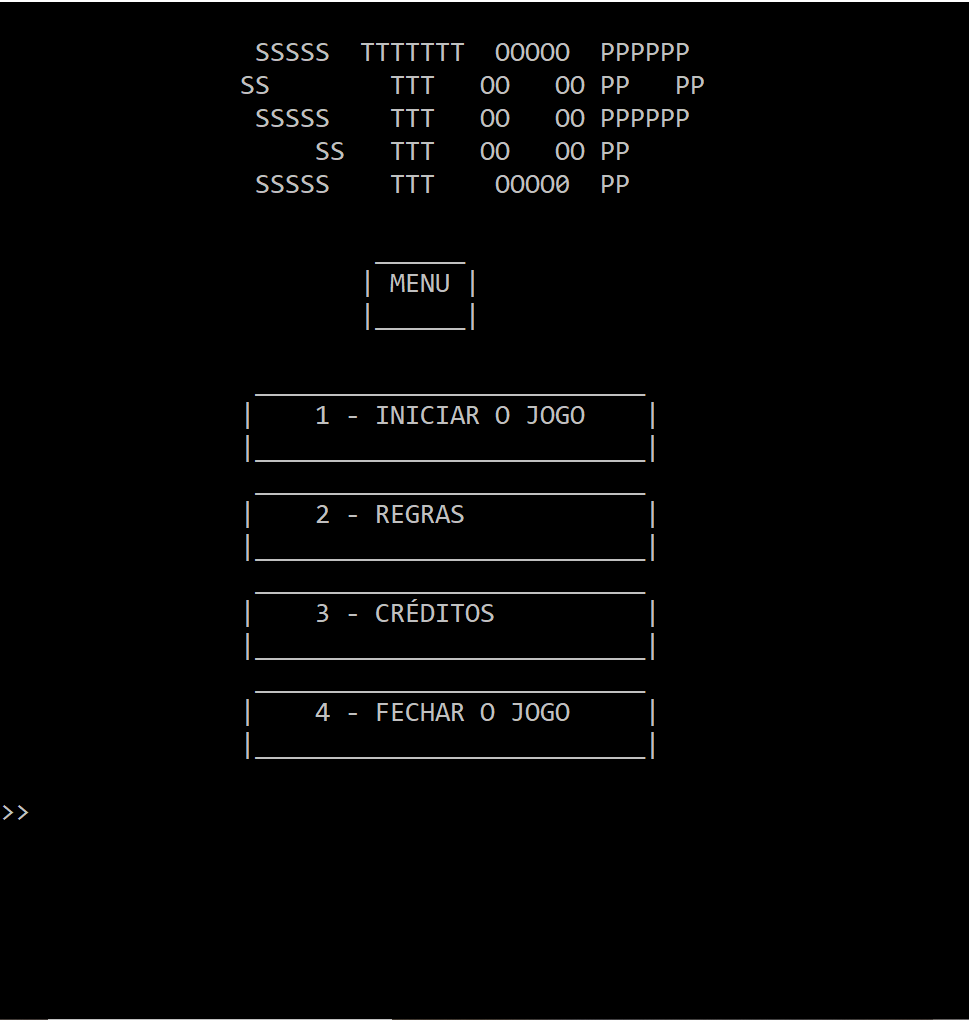 SSSSS  TTTTTTT  OOOOO  PPPPPP
SS        TTT   OO   OO PP   PP
 SSSSS    TTT   OO   OO PPPPPP
     SS   TTT   OO   OO PP
 SSSSS    TTT    OOOO0  PP
MENU
1 - INICIAR O JOGO
2 - REGRAS
3 - CRÉDITOS
4 - FECHAR O JOGO
>>